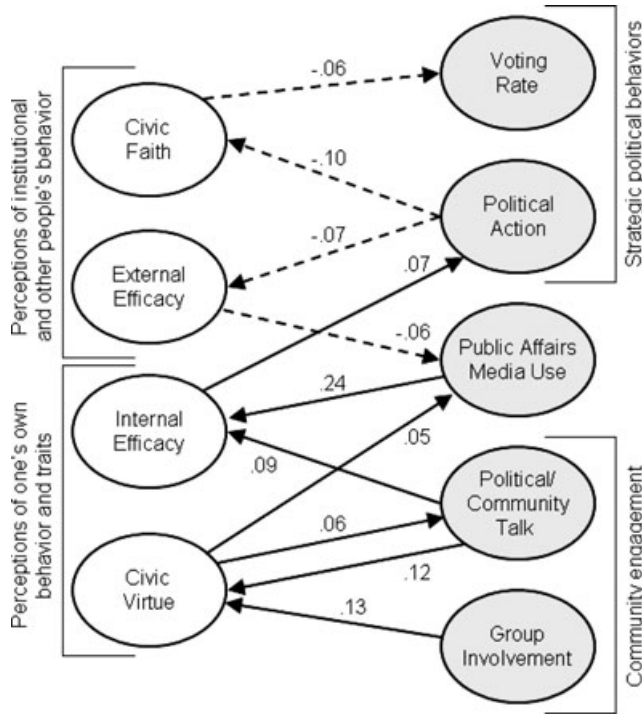 Perceptions of institutional
and other people's behavior
Perceptions of one's own
behavior and traits
Civic
Faith
External
Efficacy
Internal
Efficacy
Civic
Virtue
-.06
-.10
-.07
.07
-.06
.24
.05
.09
.06
.12
.13
Voting
Rate
Political
Action
Public Affairs
Media Use
Political/
Community
Talk
Group
Involvement
Strategic political behaviors
Community engagement